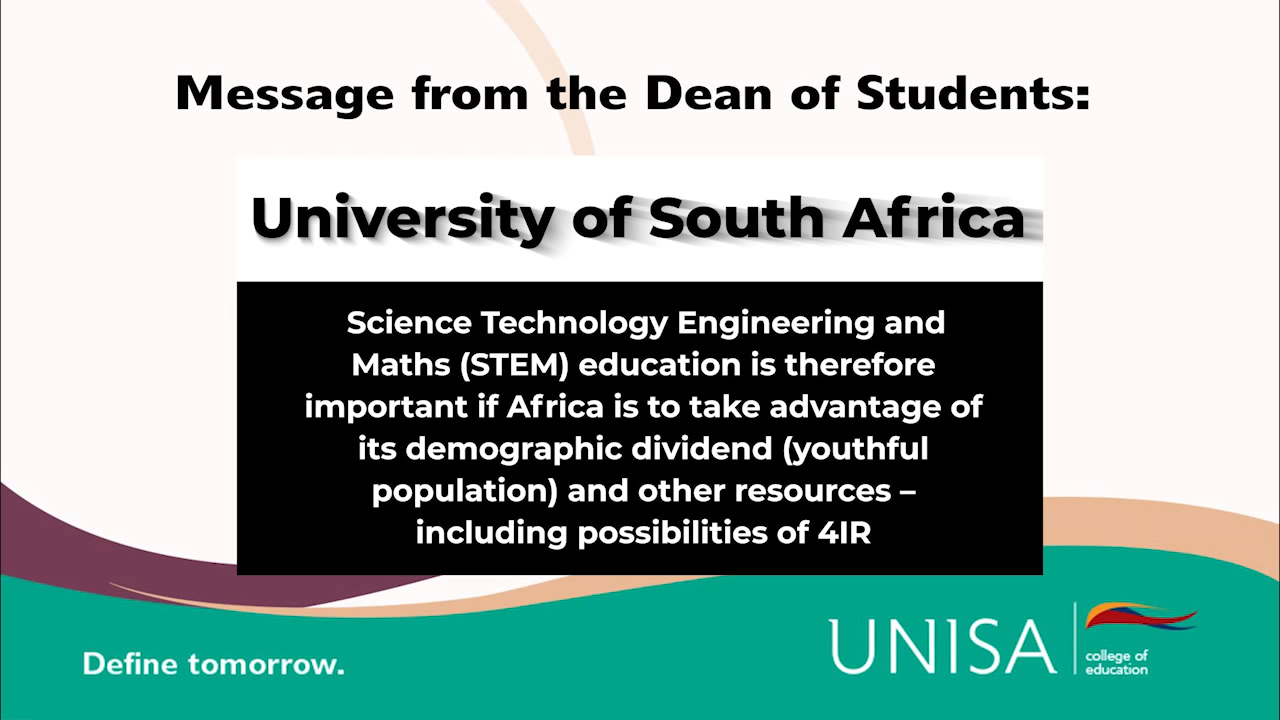 Message from the Dean of Students:
University of South Africa
Science Technology Engineering and
Maths (STEM) education is therefore
important if Africa is to take advantage of
its demographic dividend (youthful
population) and other resources –
including possibilities of 4IR
Define tomorrow.
UNISA
college of
education